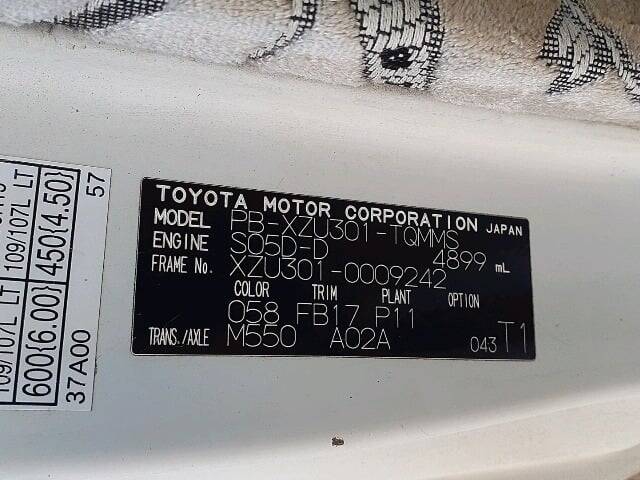 TOYOTA MOTOR CORPORATION JAPAN
MODEL PB-XZU301-TQMMS
ENGINE S05D-D 4899 mL
FRAME No. XZU301-0009242
COLOR TRIM PLANT OPTION
058 FB17 P11
TRANS./AXLE M550 A02A 043 T1
109/107L LT 109/107L LT
600{6.00} 450{4.50}
37A00 57